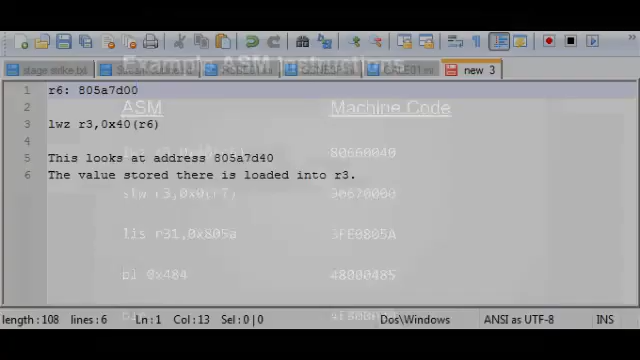 Example ASM Instructions
new 3
1 r6: 805a7d00
2 ASM Machine Code
3 lwz r3,0x40(r6)
4 80660040
5 This looks at address 805a7d40
6 The value stored there is loaded into r3.
stw r3,0x0(r7) 90670000
lis r31,0x805a 3FE0805A
bl 0x484 48000485
length : 108 lines : 6 Ln : 1 Col : 13 Sel : 0 | 0 Dos\Windows ANSI as UTF-8 INS